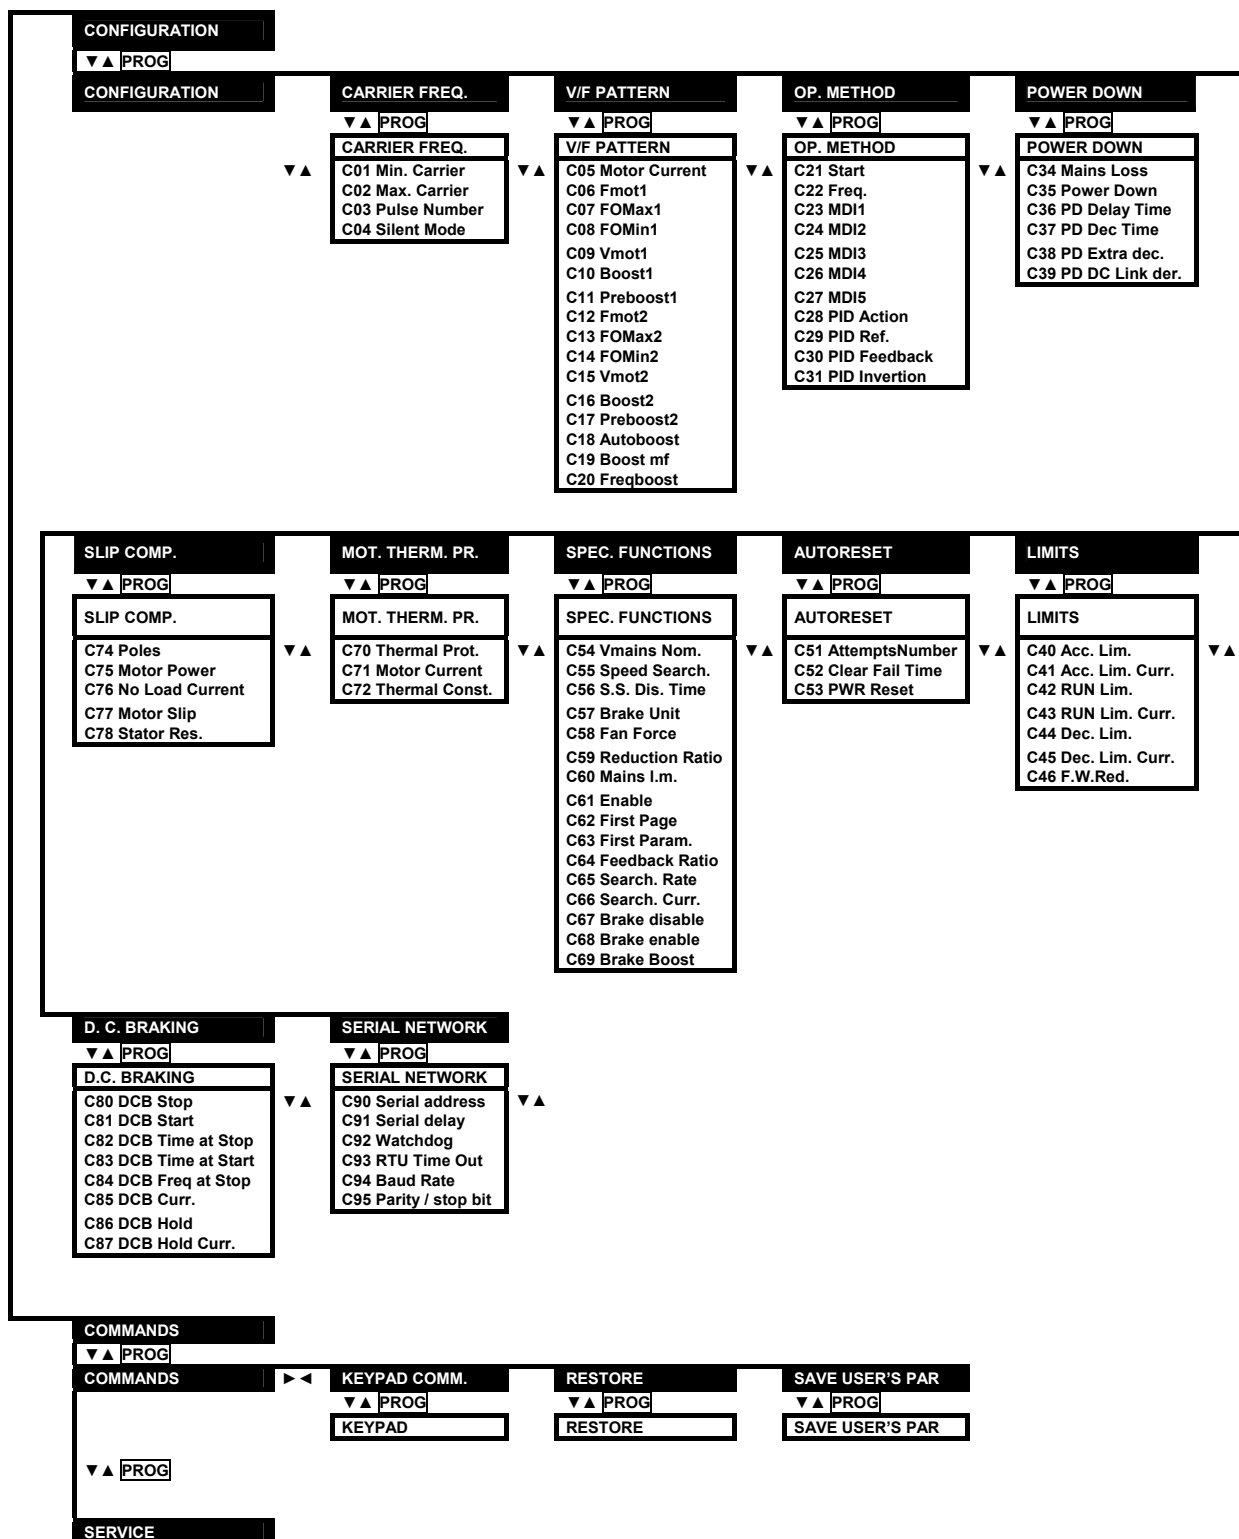 CONFIGURATION
▼▲ PROG
CONFIGURATION
▼▲
CARRIER FREQ.
▼▲ PROG
CARRIER FREQ.
C01 Min. Carrier
C02 Max. Carrier
C03 Pulse Number
C04 Silent Mode
▼▲
V/F PATTERN
▼▲ PROG
V/F PATTERN
C05 Motor Current
C06 Fmot1
C07 FOMax1
C08 FOMin1
C09 Vmot1
C10 Boost1
C11 Preboost1
C12 Fmot2
C13 FOMax2
C14 FOMin2
C15 Vmot2
C16 Boost2
C17 Preboost2
C18 Autoboost
C19 Boost mf
C20 Freqboost
▼▲
OP. METHOD
▼▲ PROG
OP. METHOD
C21 Start
C22 Freq.
C23 MDI1
C24 MDI2
C25 MDI3
C26 MDI4
C27 MDI5
C28 PID Action
C29 PID Ref.
C30 PID Feedback
C31 PID Invertion
▼▲
POWER DOWN
▼▲ PROG
POWER DOWN
C34 Mains Loss
C35 Power Down
C36 PD Delay Time
C37 PD Dec Time
C38 PD Extra dec.
C39 PD DC Link der.
SLIP COMP.
▼▲ PROG
SLIP COMP.
C74 Poles
C75 Motor Power
C76 No Load Current
C77 Motor Slip
C78 Stator Res.
▼▲
MOT. THERM. PR.
▼▲ PROG
MOT. THERM. PR.
C70 Thermal Prot.
C71 Motor Current
C72 Thermal Const.
▼▲
SPEC. FUNCTIONS
▼▲ PROG
SPEC. FUNCTIONS
C54 Vmains Nom.
C55 Speed Search.
C56 S.S. Dis. Time
C57 Brake Unit
C58 Fan Force
C59 Reduction Ratio
C60 Mains l.m.
C61 Enable
C62 First Page
C63 First Param.
C64 Feedback Ratio
C65 Search. Rate
C66 Search. Curr.
C67 Brake disable
C68 Brake enable
C69 Brake Boost
▼▲
AUTORESET
▼▲ PROG
AUTORESET
C51 AttemptsNumber
C52 Clear Fail Time
C53 PWR Reset
▼▲
LIMITS
▼▲ PROG
LIMITS
C40 Acc. Lim.
C41 Acc. Lim. Curr.
C42 RUN Lim.
C43 RUN Lim. Curr.
C44 Dec. Lim.
C45 Dec. Lim. Curr.
C46 F.W.Red.
▼▲
D. C. BRAKING
▼▲ PROG
D.C. BRAKING
C80 DCB Stop
C81 DCB Start
C82 DCB Time at Stop
C83 DCB Time at Start
C84 DCB Freq at Stop
C85 DCB Curr.
C86 DCB Hold
C87 DCB Hold Curr.
▼▲
SERIAL NETWORK
▼▲ PROG
SERIAL NETWORK
C90 Serial address
C91 Serial delay
C92 Watchdog
C93 RTU Time Out
C94 Baud Rate
C95 Parity / stop bit
▼▲
COMMANDS
▼▲ PROG
COMMANDS
►◄
KEYPAD COMM.
▼▲ PROG
KEYPAD
RESTORE
▼▲ PROG
RESTORE
SAVE USER'S PAR
▼▲ PROG
SAVE USER'S PAR
▼▲ PROG
SERVICE